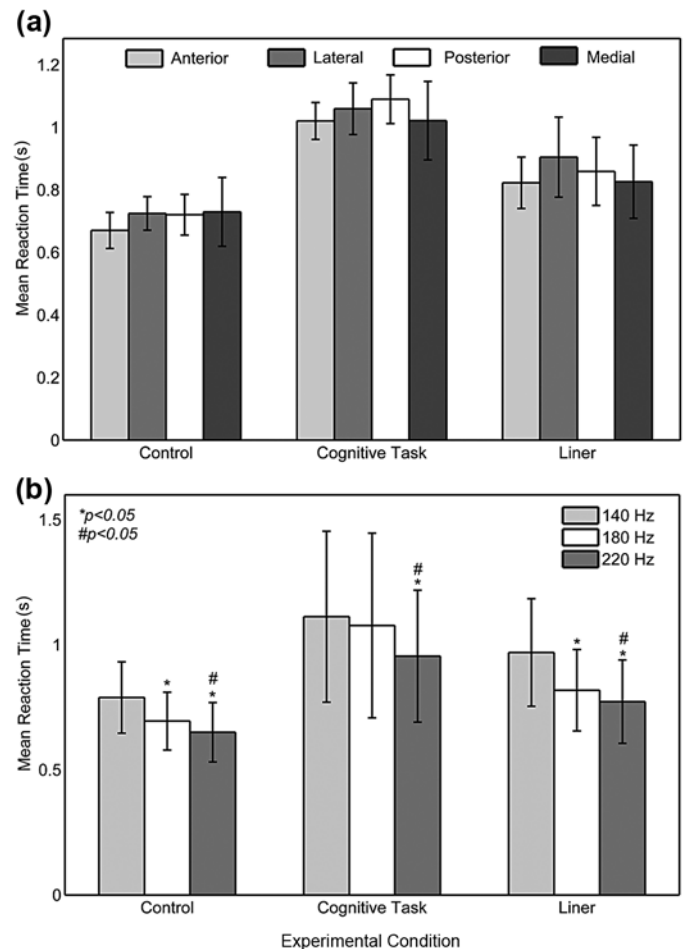 (a)
Anterior Lateral Posterior Medial
1.2
1
0.8
0.6
0.4
0.2
0
Mean Reaction Time(s)
Control Cognitive Task Liner
(b)
*p<0.05
#p<0.05
140 Hz
180 Hz
220 Hz
1.5
1
0.5
0
Mean Reaction Time(s)
*
#
*
#
*
*
#
*
Control Cognitive Task Liner
Experimental Condition